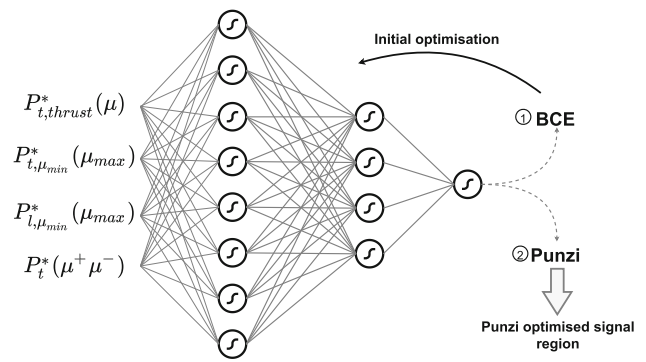 Initial optimisation
P*t,thrust(μ)
① BCE
P*t,μmin(μmax)
P*l,μmin(μmax)
P*t(μ+μ−)
② Punzi
Punzi optimised signal
region